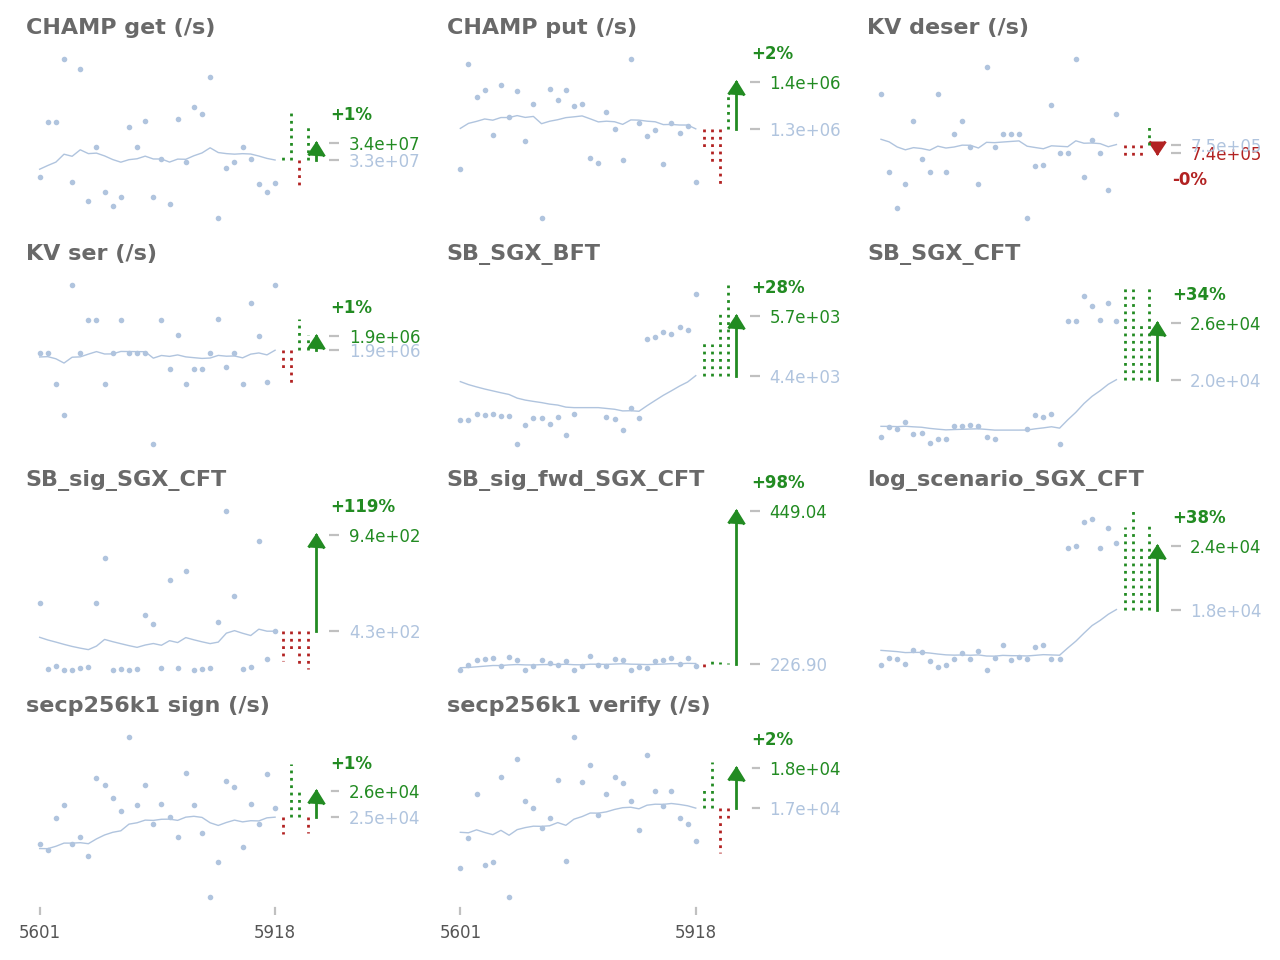 CHAMP get (/s)
+1%
3.4e+07
3.3e+07
CHAMP put (/s)
+2%
1.4e+06
1.3e+06
KV deser (/s)
7.5e+05
7.4e+05
-0%
KV ser (/s)
+1%
1.9e+06
1.9e+06
SB_SGX_BFT
+28%
5.7e+03
4.4e+03
SB_SGX_CFT
+34%
2.6e+04
2.0e+04
SB_sig_SGX_CFT
+119%
9.4e+02
4.3e+02
SB_sig_fwd_SGX_CFT
+98%
449.04
226.90
log_scenario_SGX_CFT
+38%
2.4e+04
1.8e+04
secp256k1 sign (/s)
+1%
2.6e+04
2.5e+04
5601
5918
secp256k1 verify (/s)
+2%
1.8e+04
1.7e+04
5601
5918